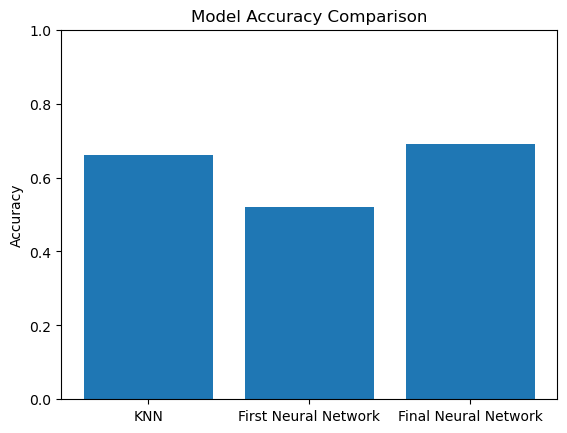 Model Accuracy Comparison
Accuracy
1.0
0.8
0.6
0.4
0.2
0.0
KNN
First Neural Network
Final Neural Network